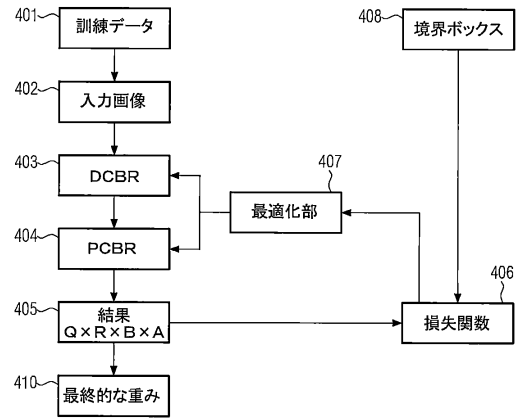 401
訓練データ
408
境界ボックス
402
入力画像
403
DCBR
407
最適化部
404
PCBR
405
結果
Q×R×B×A
406
損失関数
410
最終的な重み